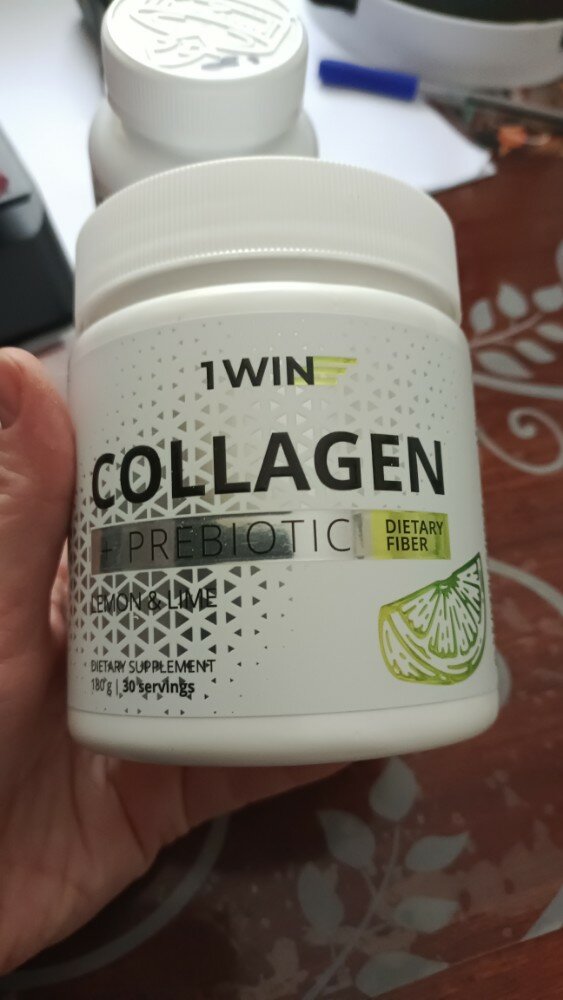 1WIN
COLLAGEN
+ PREBIOTIC
DIETARY
FIBER
LEMON & LIME
DIETARY SUPPLEMENT
180 g | 30 servings